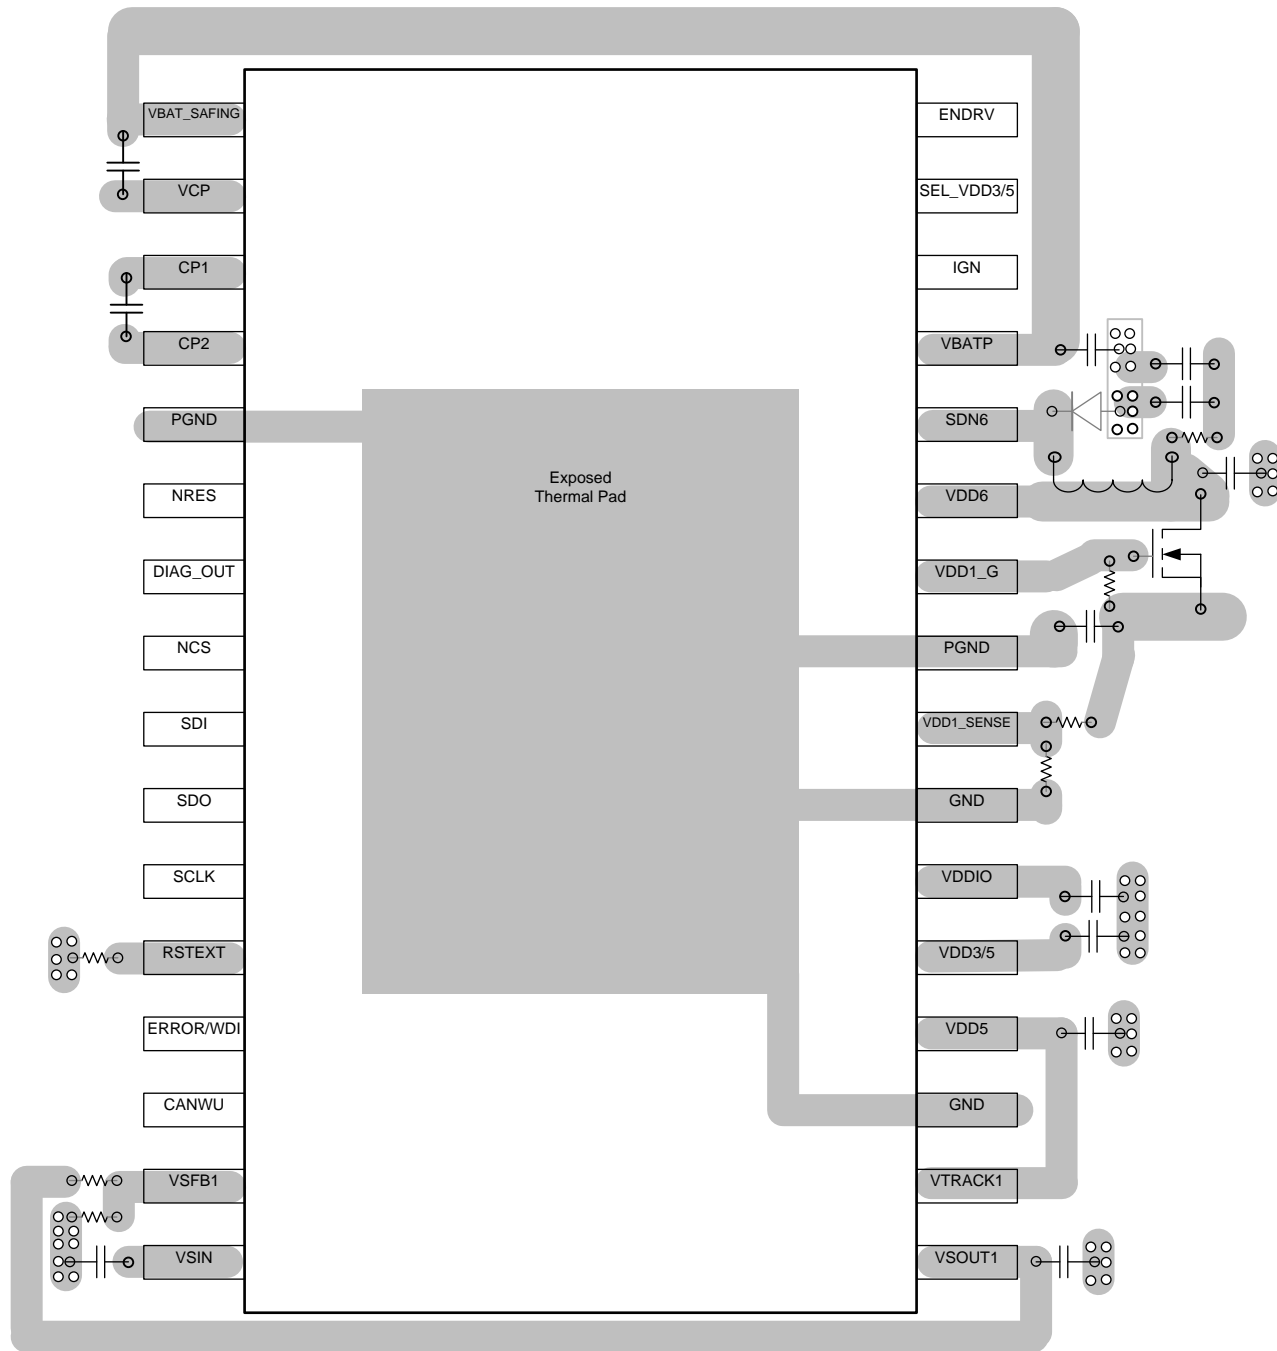 VBAT_SAFING
VCP
CP1
CP2
PGND
NRES
DIAG_OUT
NCS
SDI
SDO
SCLK
RSTEXT
ERROR/WDI
CANWU
VSFB1
VSIN
Exposed
Thermal Pad
ENDRV
SEL_VDD3/5
IGN
VBATP
SDN6
VDD6
VDD1_G
PGND
VDD1_SENSE
GND
VDDIO
VDD3/5
VDD5
GND
VTRACK1
VSOUT1